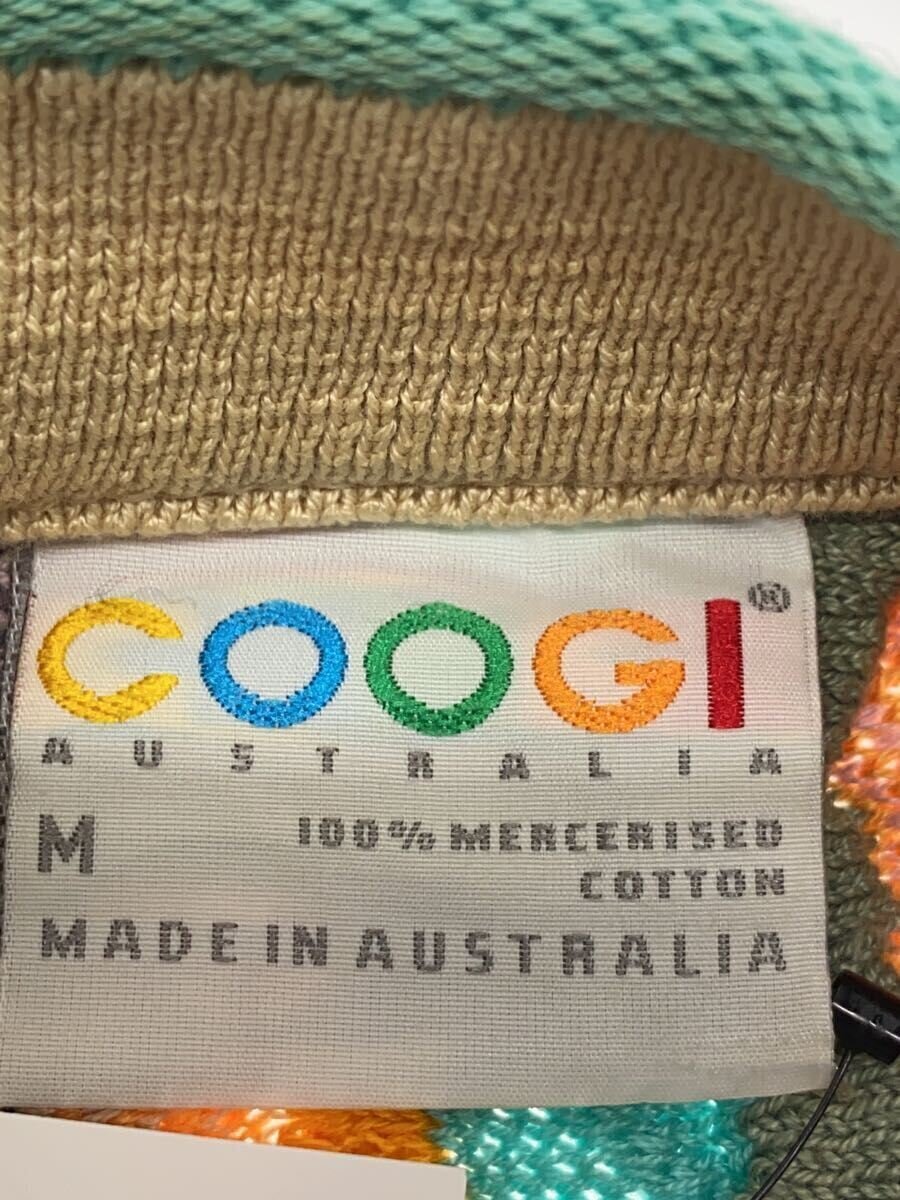 COOGI®
AUSTRALIA
M 100% MERCERISED
COTTON
MADE IN AUSTRALIA